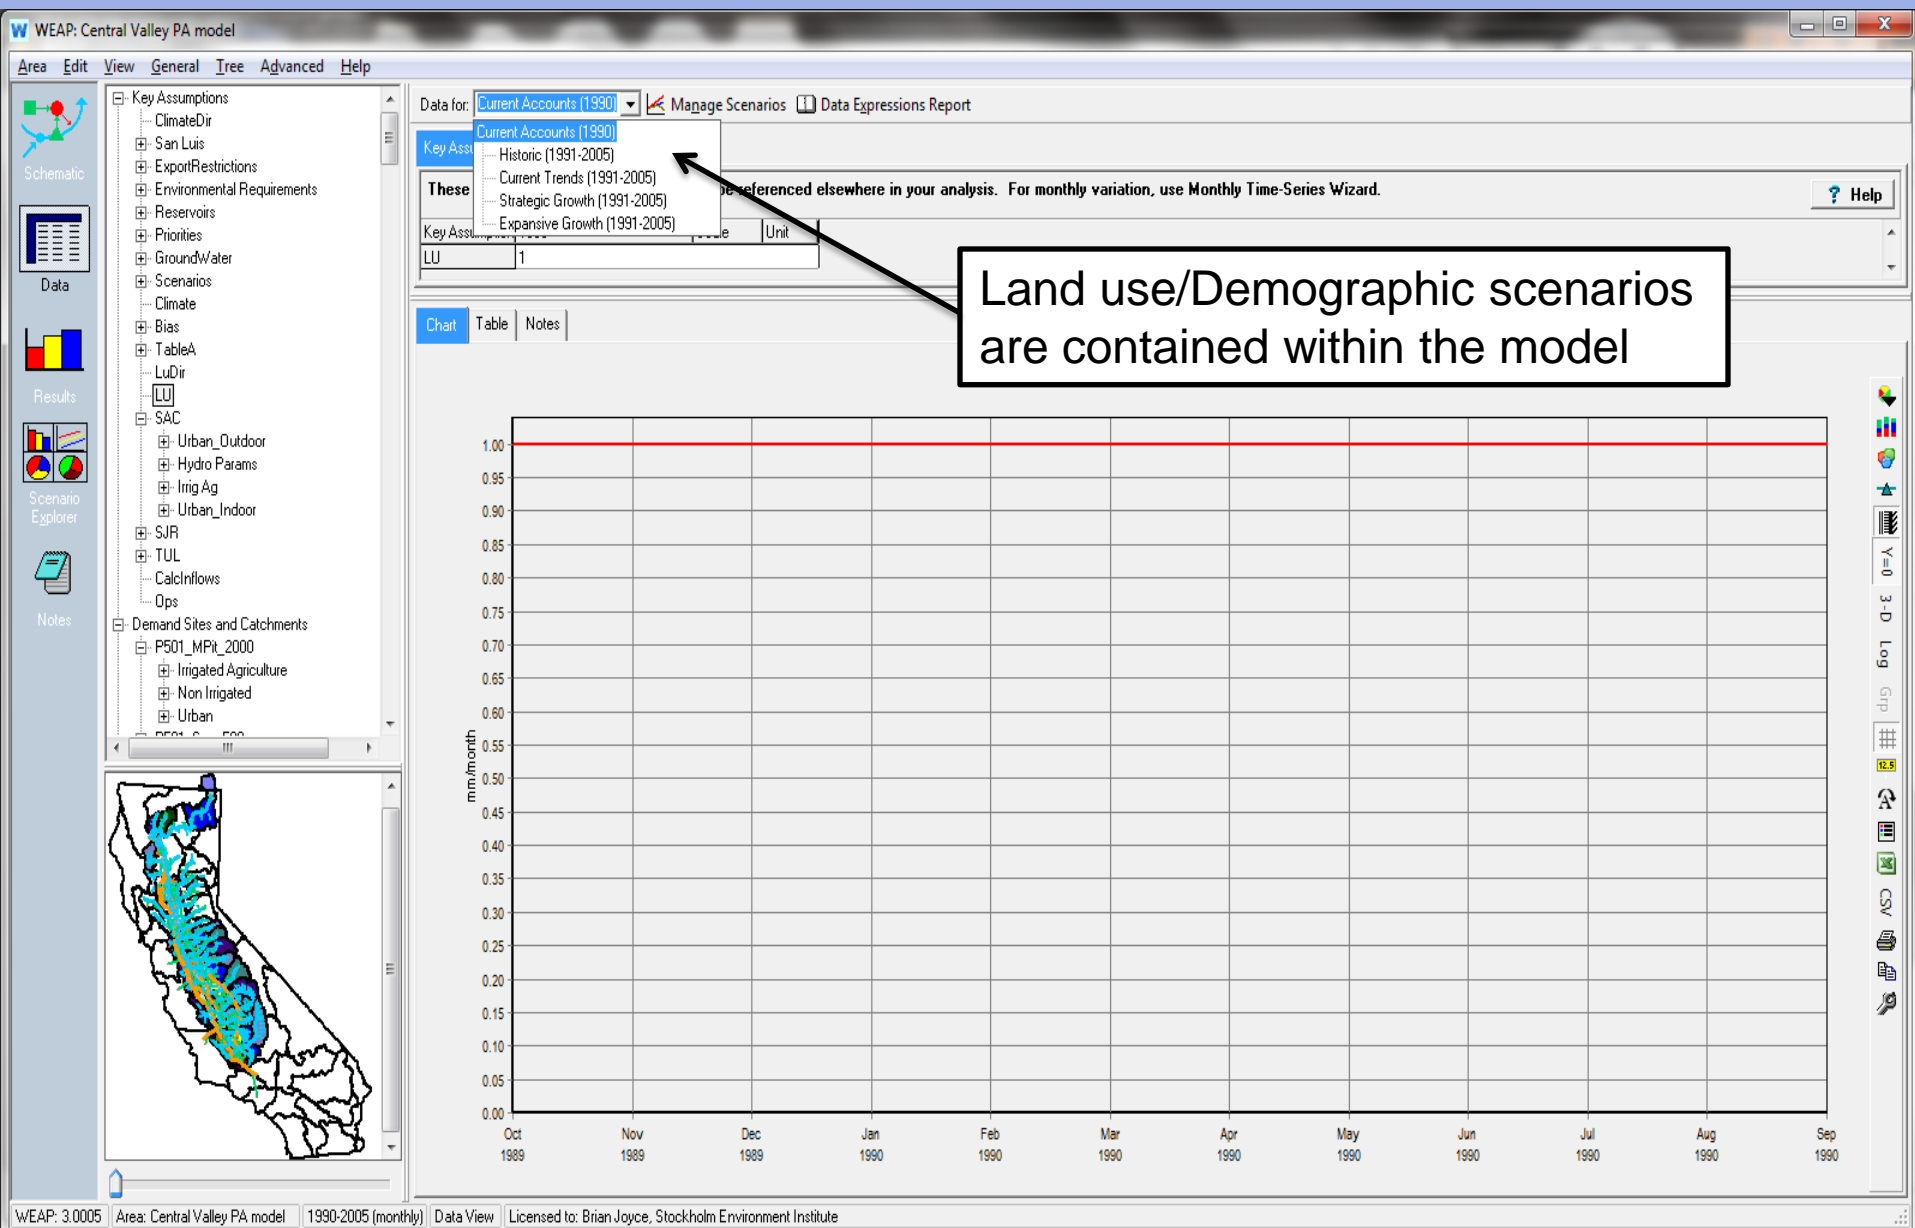 WEAP: Central Valley PA model
Area Edit View General Tree Advanced Help
Schematic
Data
Results
Scenario
Explorer
Notes
Key Assumptions
ClimateDir
San Luis
ExportRestrictions
Environmental Requirements
Reservoirs
Priorities
GroundWater
Scenarios
Climate
Bias
TableA
LuDir
LU
SAC
Urban_Outdoor
Hydro Params
Irrig Ag
Urban_Indoor
SJR
TUL
CalcInflows
Ops
Demand Sites and Catchments
P501_MPit_2000
Irrigated Agriculture
Non Irrigated
Urban
Data for: Current Accounts (1990) Manage Scenarios Data Expressions Report
Current Accounts (1990)
Historic (1991-2005)
Current Trends (1991-2005)
Strategic Growth (1991-2005)
Expansive Growth (1991-2005)
Key Ass
These be referenced elsewhere in your analysis. For monthly variation, use Monthly Time-Series Wizard.
? Help
Key Ass Unit
LU 1
Land use/Demographic scenarios
are contained within the model
Chart Table Notes
1.00
0.95
0.90
0.85
0.80
0.75
0.70
0.65
0.60
0.55
0.50
0.45
0.40
0.35
0.30
0.25
0.20
0.15
0.10
0.05
0.00
mm/month
Oct Nov Dec Jan Feb Mar Apr May Jun Jul Aug Sep
1989 1989 1989 1990 1990 1990 1990 1990 1990 1990 1990 1990
Y=0
3-D
Log
Grp
12.5
CSV
WEAP: 3.0005 Area: Central Valley PA model 1990-2005 (monthly) Data View Licensed to: Brian Joyce, Stockholm Environment Institute